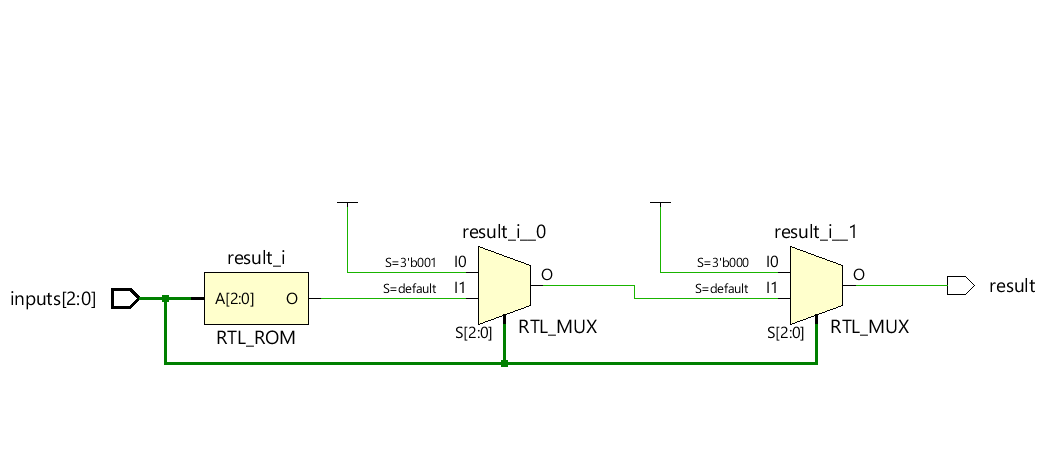 result_i__0
result_i__1
result_i
S=3'b001
I0
S=3'b000
I0
O
O
inputs[2:0]
A[2:0]
O
S=default
I1
S=default
I1
result
RTL_ROM
S[2:0]
RTL_MUX
S[2:0]
RTL_MUX